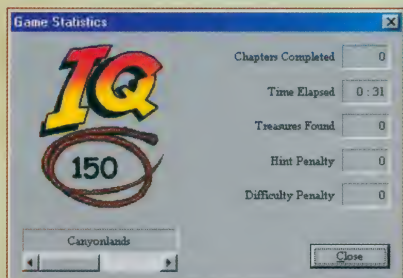 Game Statistics
IQ
150
Canyonlands
Chapters Completed 0
Time Elapsed 0 : 31
Treasures Found 0
Hint Penalty 0
Difficulty Penalty 0
Close